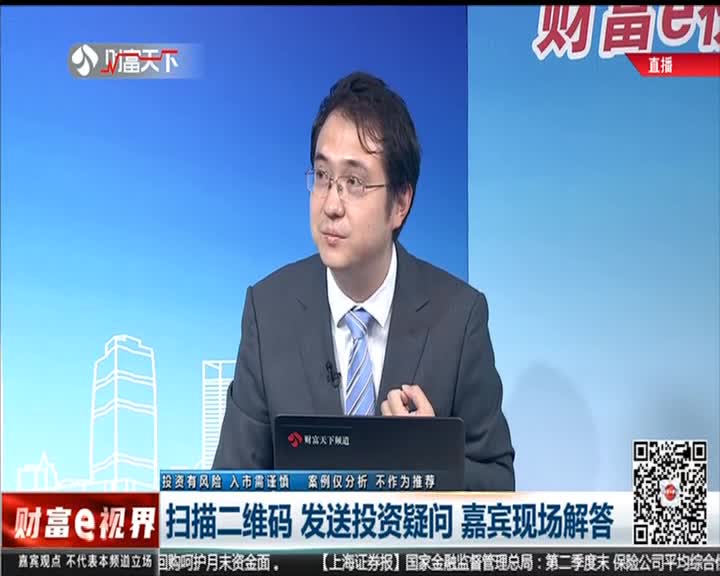 财富天下
财富e视
直播
财富天下频道
投资有风险 入市需谨慎 案例仅分析 不作为推荐
财富e视界
扫描二维码 发送投资疑问 嘉宾现场解答
嘉宾观点 不代表本频道立场
回购呵护月末资金面。 【上海证券报】国家金融监督管理总局：第二季度末 保险公司平均综合